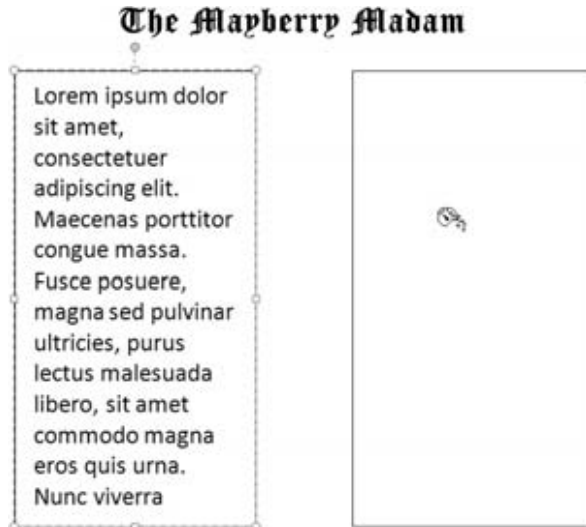 The Mayberry Madam
Lorem ipsum dolor
sit amet,
consectetuer
adipiscing elit.
Maecenas porttitor
congue massa.
Fusce posuere,
magna sed pulvinar
ultricies, purus
lectus malesuada
libero, sit amet
commodo magna
eros quis urna.
Nunc viverra